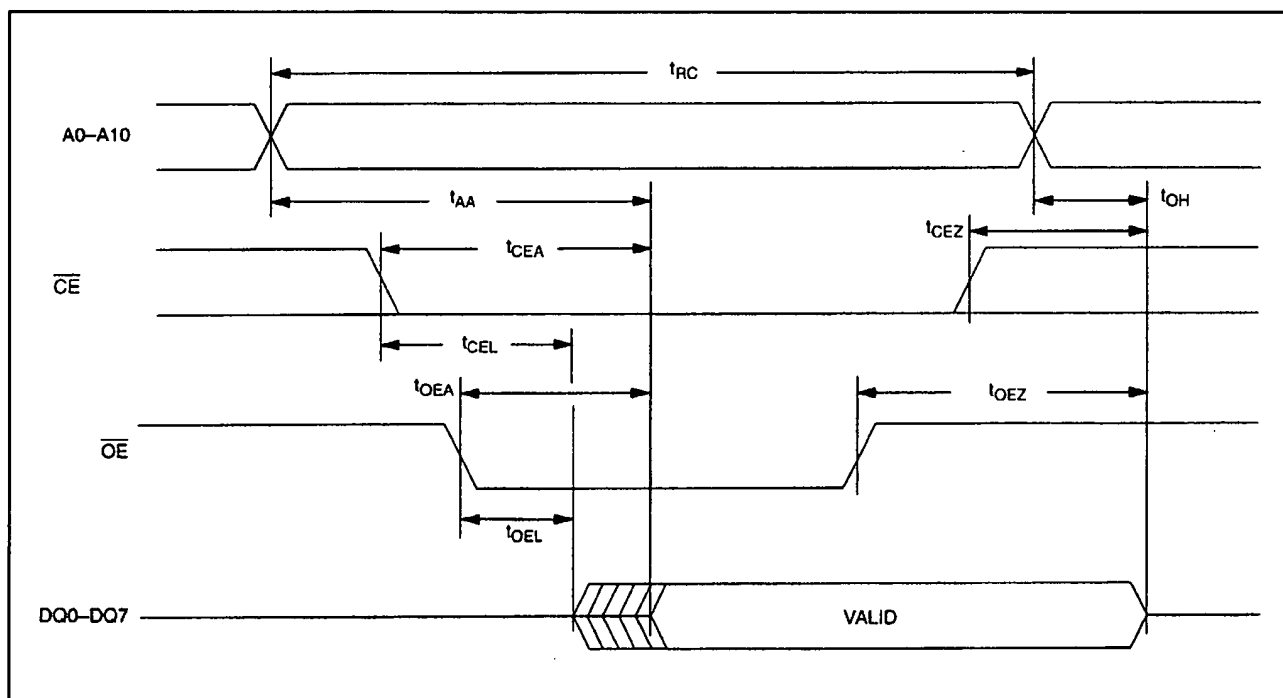 tRC
A0–A10
tAA
tOH
tCEZ
tCEA
CE
tCEL
tOEA
tOEZ
OE
tOEL
DQ0–DQ7
VALID